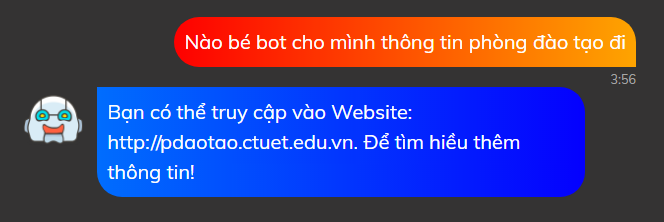 Nào bé bot cho mình thông tin phòng đào tạo đi
3:56
Bạn có thể truy cập vào Website:
http://pdaotao.ctuet.edu.vn. Để tìm hiểu thêm
thông tin!